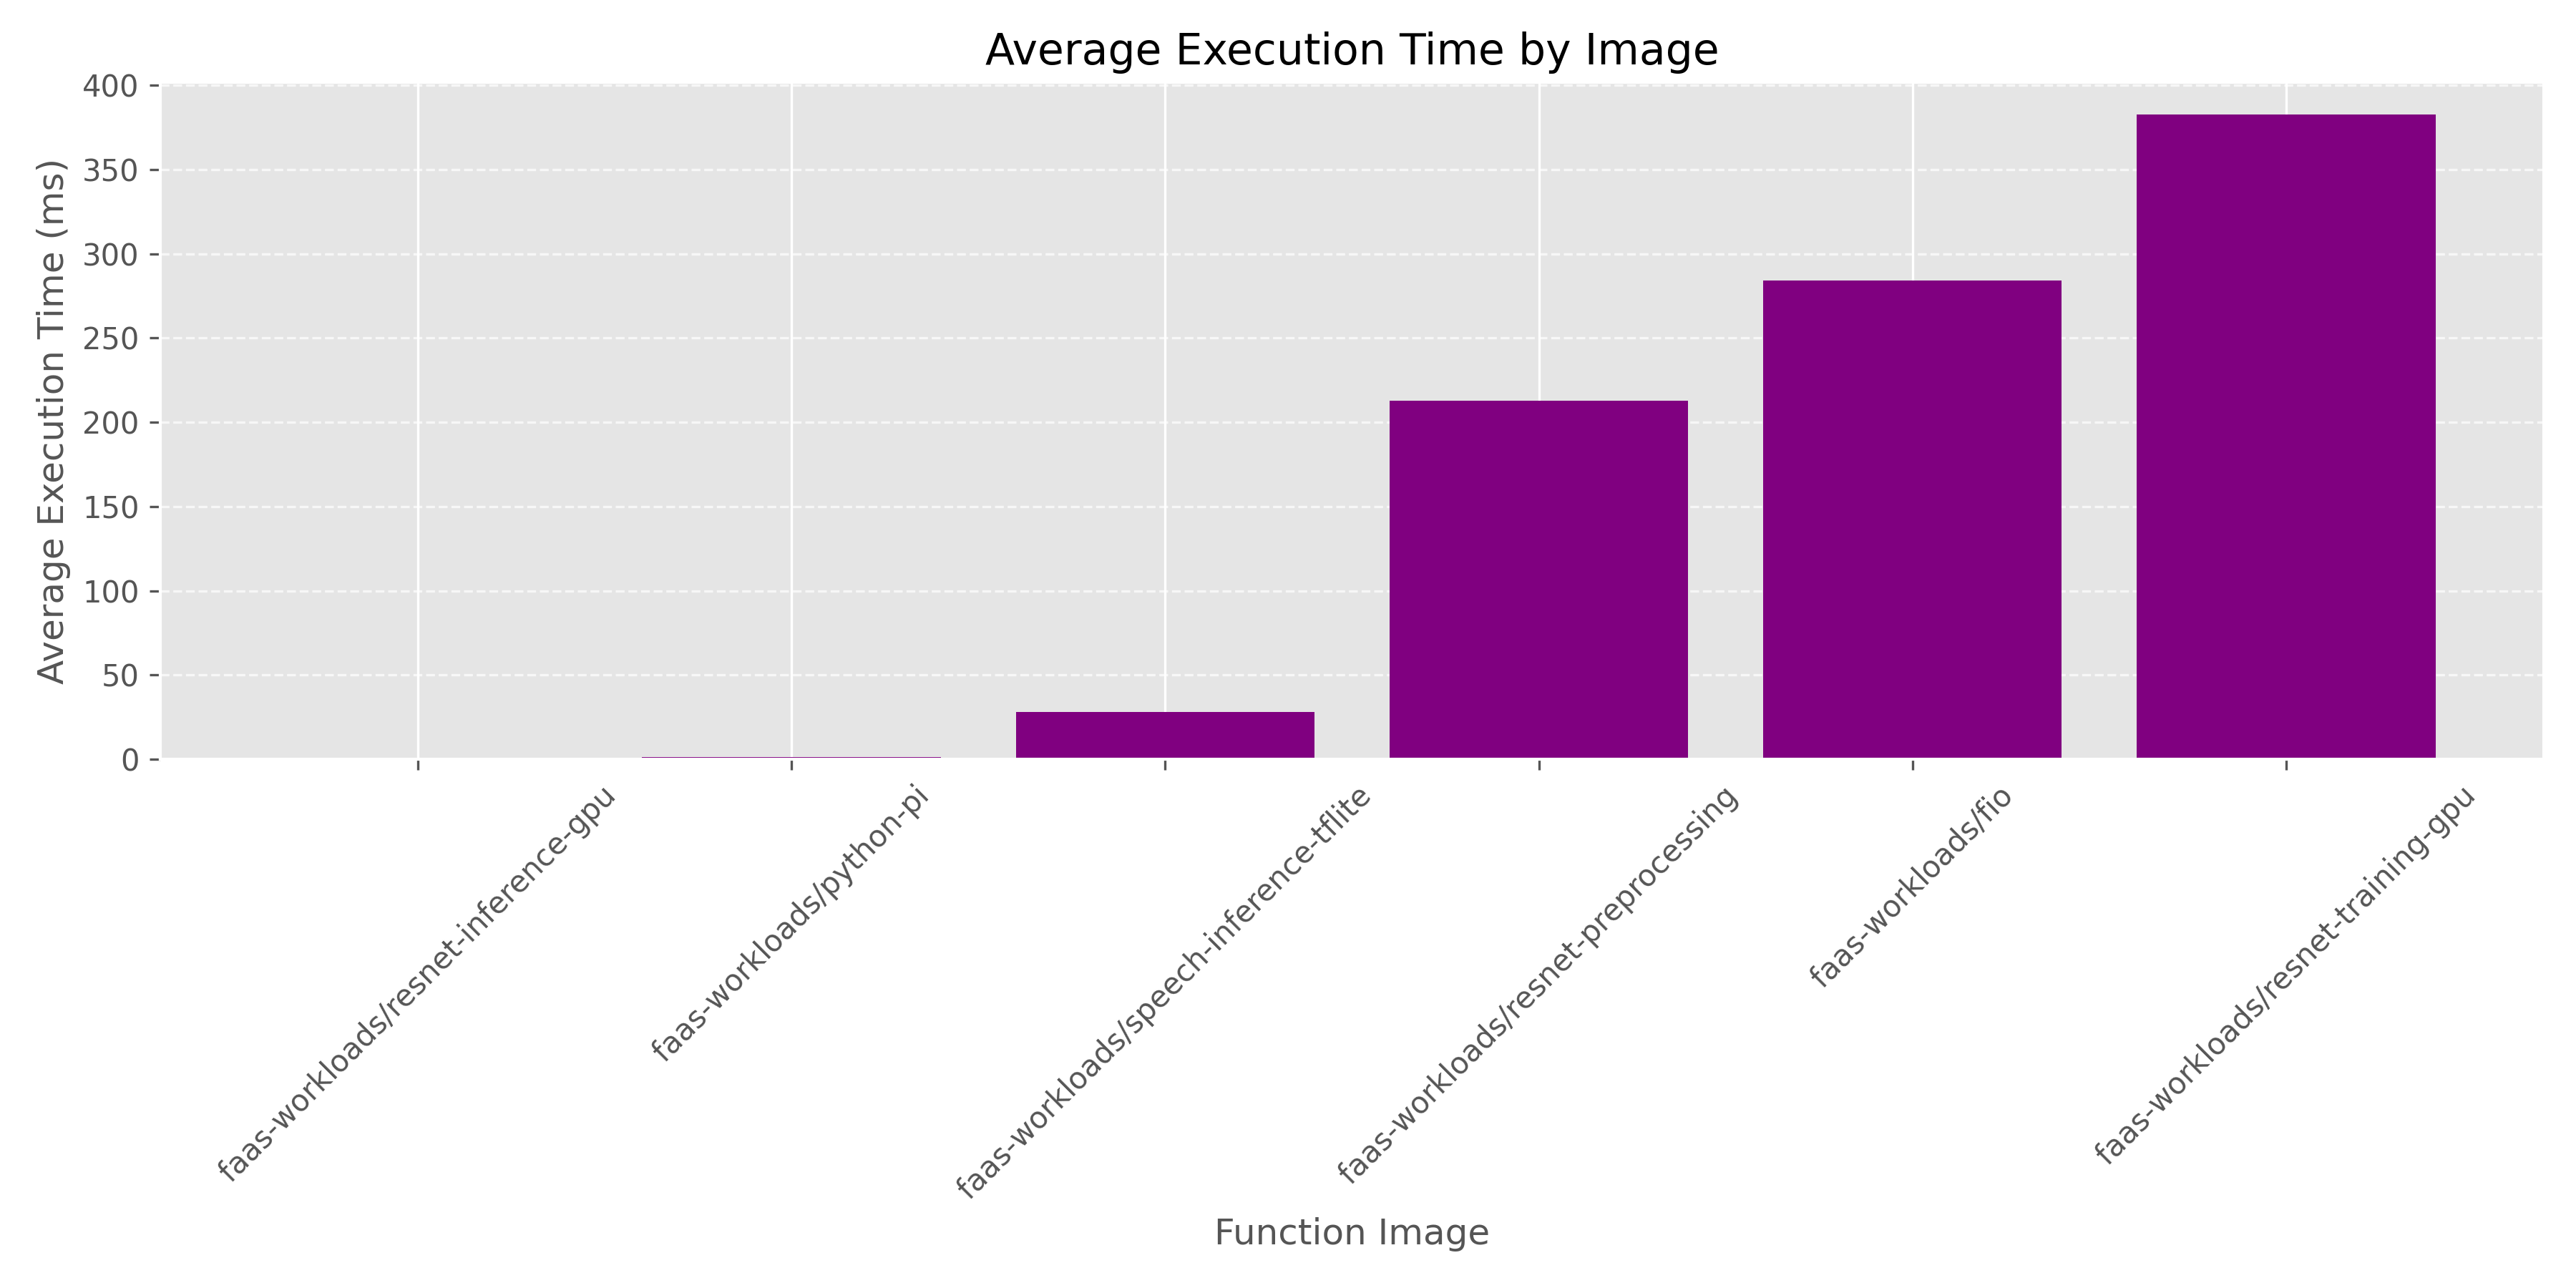 Average Execution Time by Image
Average Execution Time (ms)
400
350
300
250
200
150
100
50
0
faas-workloads/resnet-inference-gpu
faas-workloads/python-pi
faas-workloads/speech-inference-tflite
faas-workloads/resnet-preprocessing
faas-workloads/fio
faas-workloads/resnet-training-gpu
Function Image